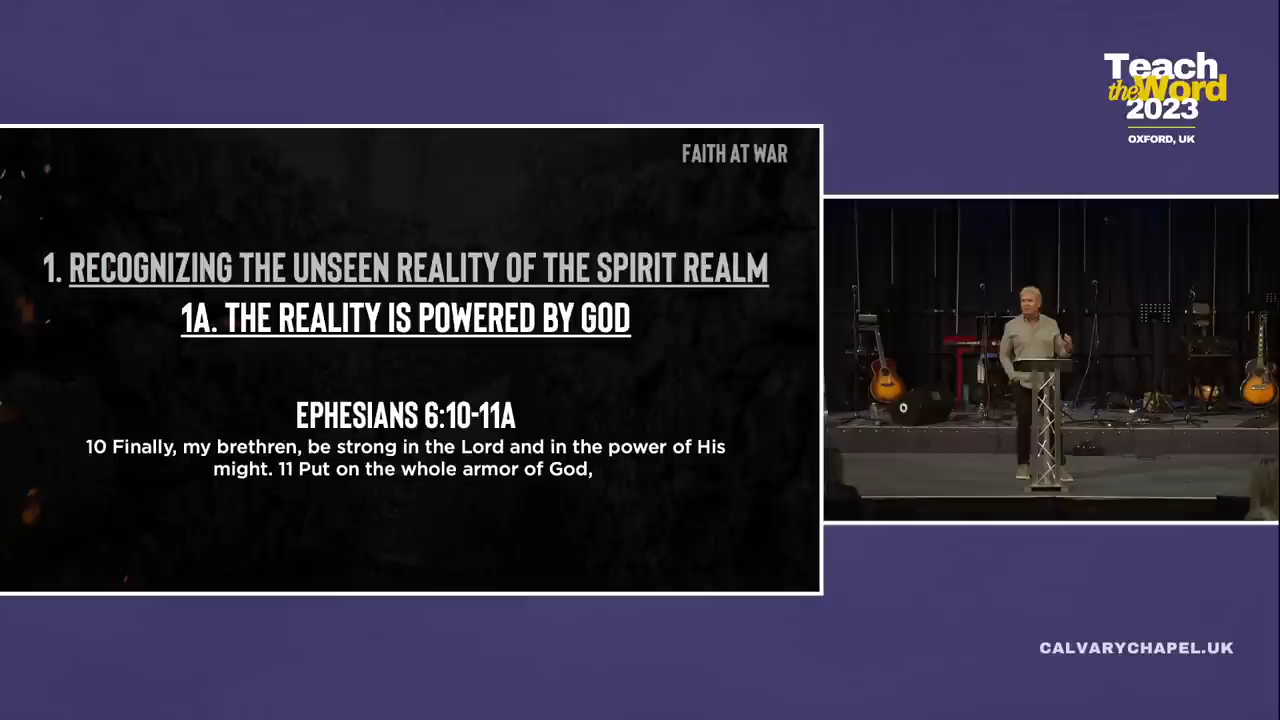 Teach
the Word
2023
OXFORD, UK
FAITH AT WAR
1. RECOGNIZING THE UNSEEN REALITY OF THE SPIRIT REALM
1A. THE REALITY IS POWERED BY GOD
EPHESIANS 6:10-11A
10 Finally, my brethren, be strong in the Lord and in the power of His
might. 11 Put on the whole armor of God,
CALVARYCHAPEL.UK